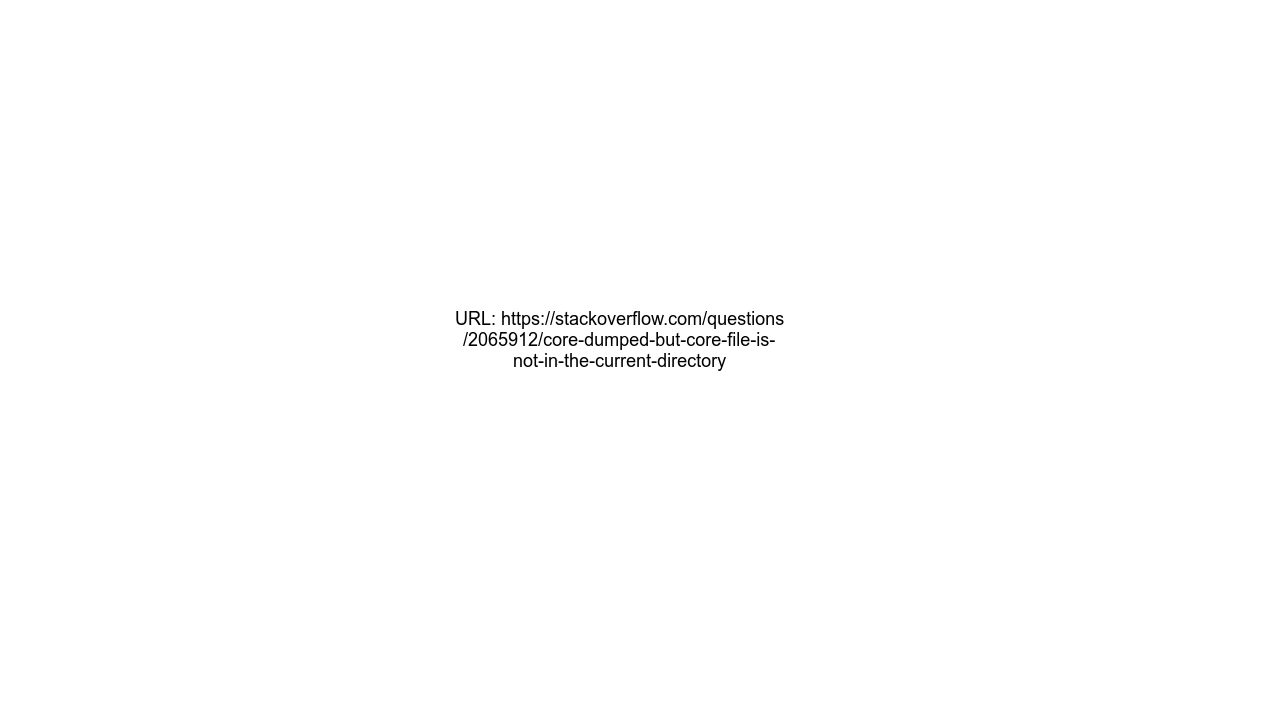 URL: https://stackoverflow.com/questions
/2065912/core-dumped-but-core-file-is-
not-in-the-current-directory